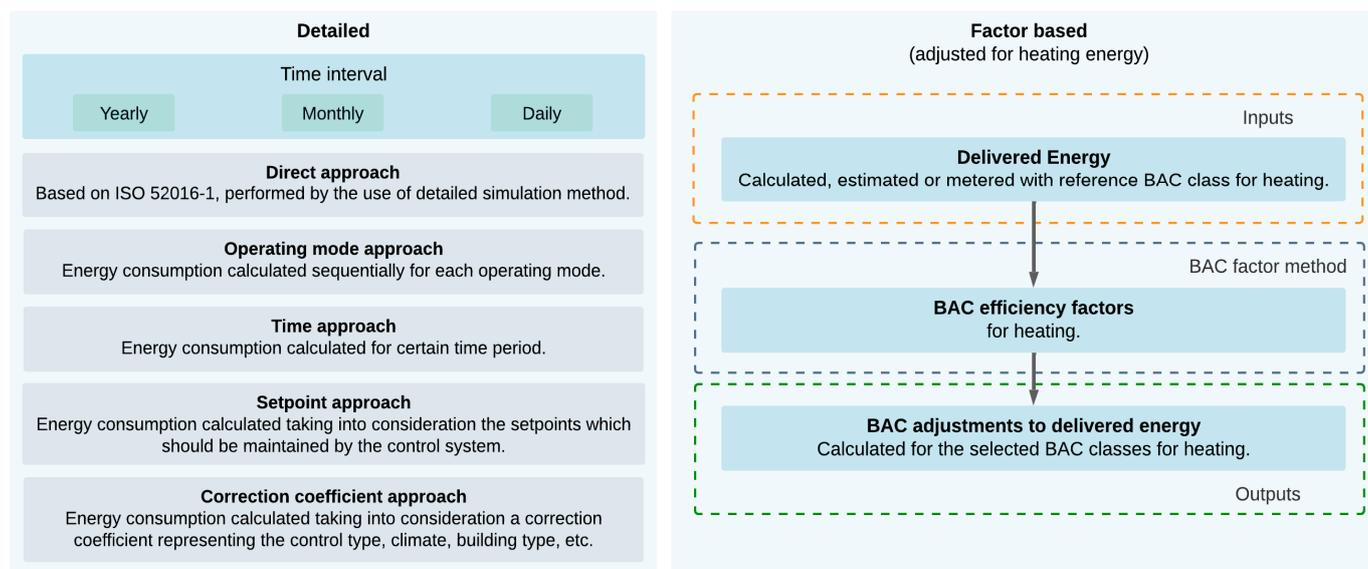 Detailed
Time interval
Yearly
Monthly
Daily
Direct approach
Based on ISO 52016-1, performed by the use of detailed simulation method.
Operating mode approach
Energy consumption calculated sequentially for each operating mode.
Time approach
Energy consumption calculated for certain time period.
Setpoint approach
Energy consumption calculated taking into consideration the setpoints which
should be maintained by the control system.
Correction coefficient approach
Energy consumption calculated taking into consideration a correction
coefficient representing the control type, climate, building type, etc.
Factor based
(adjusted for heating energy)
Inputs
Delivered Energy
Calculated, estimated or metered with reference BAC class for heating.
BAC factor method
BAC efficiency factors
for heating.
BAC adjustments to delivered energy
Calculated for the selected BAC classes for heating.
Outputs